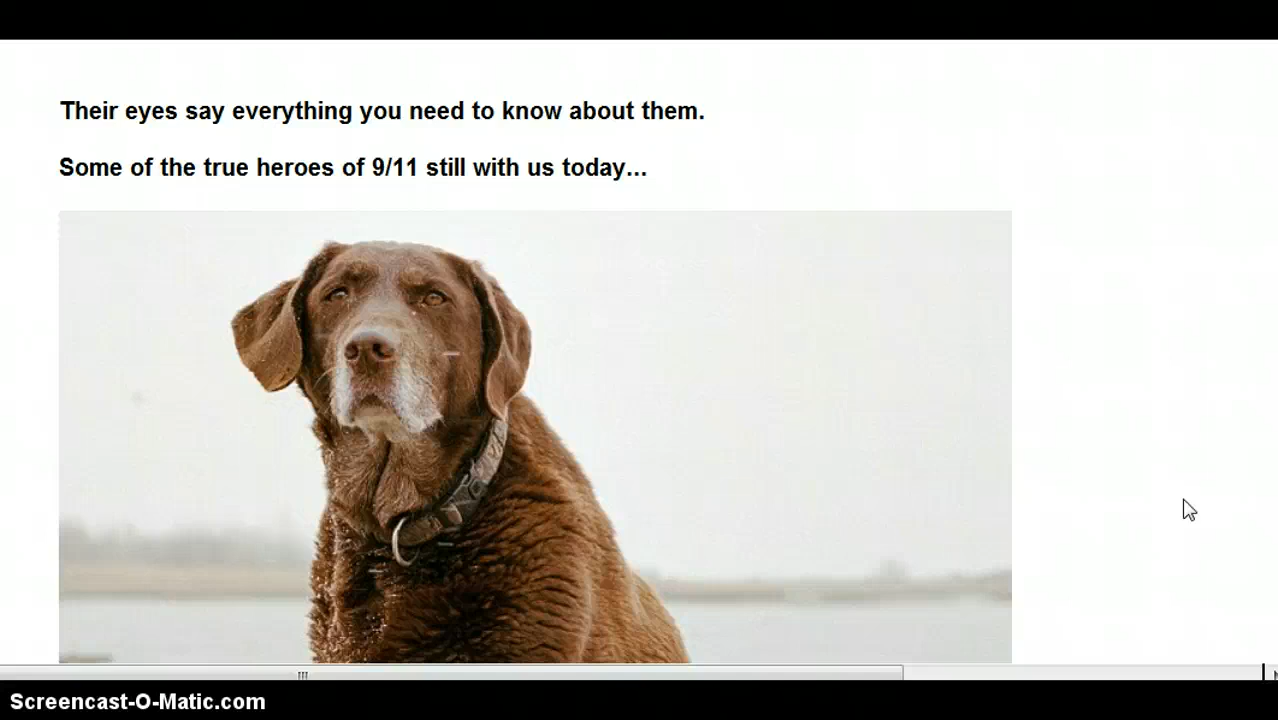 Their eyes say everything you need to know about them.
Some of the true heroes of 9/11 still with us today...
Screencast-O-Matic.com